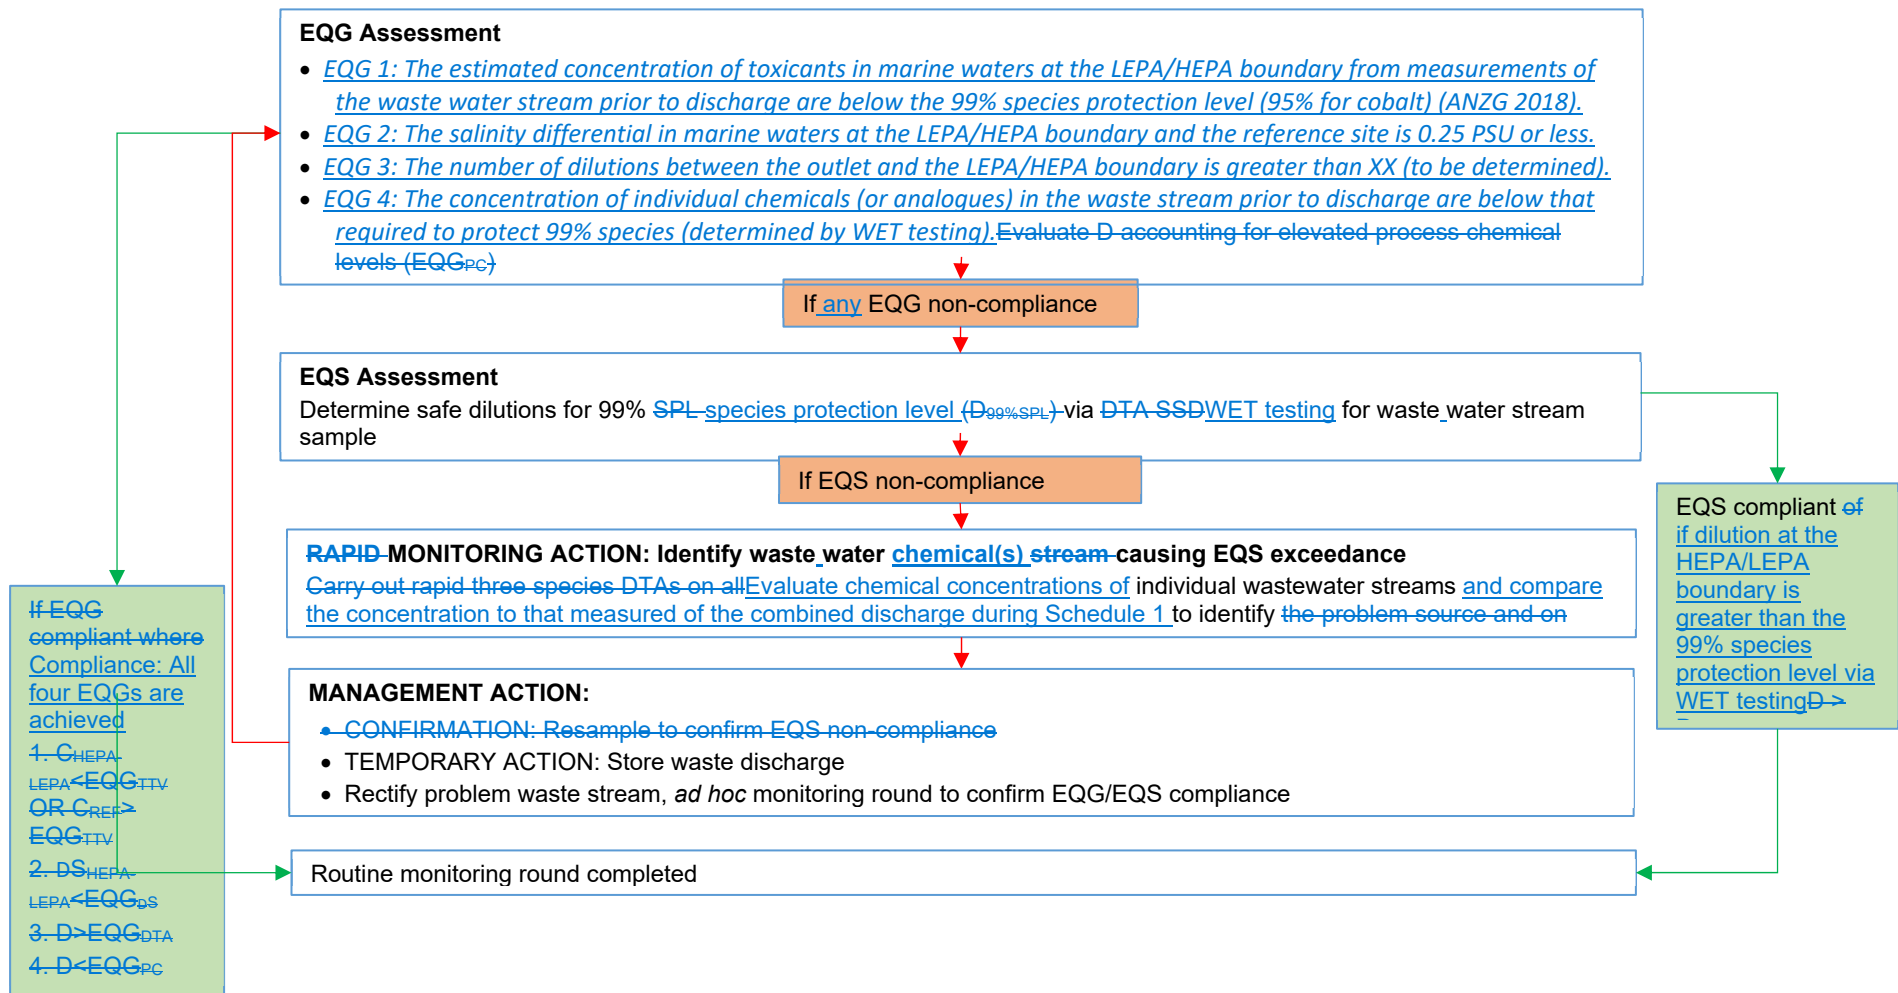 EQG Assessment
• EQG 1: The estimated concentration of toxicants in marine waters at the LEPA/HEPA boundary from measurements of
the waste water stream prior to discharge are below the 99% species protection level (95% for cobalt) (ANZG 2018).
• EQG 2: The salinity differential in marine waters at the LEPA/HEPA boundary and the reference site is 0.25 PSU or less.
• EQG 3: The number of dilutions between the outlet and the LEPA/HEPA boundary is greater than XX (to be determined).
• EQG 4: The concentration of individual chemicals (or analogues) in the waste stream prior to discharge are below that
required to protect 99% species (determined by WET testing).Evaluate D accounting for elevated process chemical
levels (EQGPC)
If any EQG non-compliance
EQS Assessment
Determine safe dilutions for 99% SPL species protection level (D99%SPL) via DTA SSDWET testing for waste water stream
sample
If EQS non-compliance
RAPID MONITORING ACTION: Identify waste water chemical(s) stream causing EQS exceedance
Carry out rapid three species DTAs on allEvaluate chemical concentrations of individual wastewater streams and compare
the concentration to that measured of the combined discharge during Schedule 1 to identify the problem source and on
MANAGEMENT ACTION:
• CONFIRMATION: Resample to confirm EQS non-compliance
• TEMPORARY ACTION: Store waste discharge
• Rectify problem waste stream, ad hoc monitoring round to confirm EQG/EQS compliance
Routine monitoring round completed
If EQG
compliant where
Compliance: All
four EQGs are
achieved
1. CHEPA-
LEPA<EQGTTV
OR CREF>
EQGTTV
2. DSHEPA-
LEPA<EQGDS
3. D>EQGDTA
4. D<EQGPC
EQS compliant of
if dilution at the
HEPA/LEPA
boundary is
greater than the
99% species
protection level via
WET testingD >